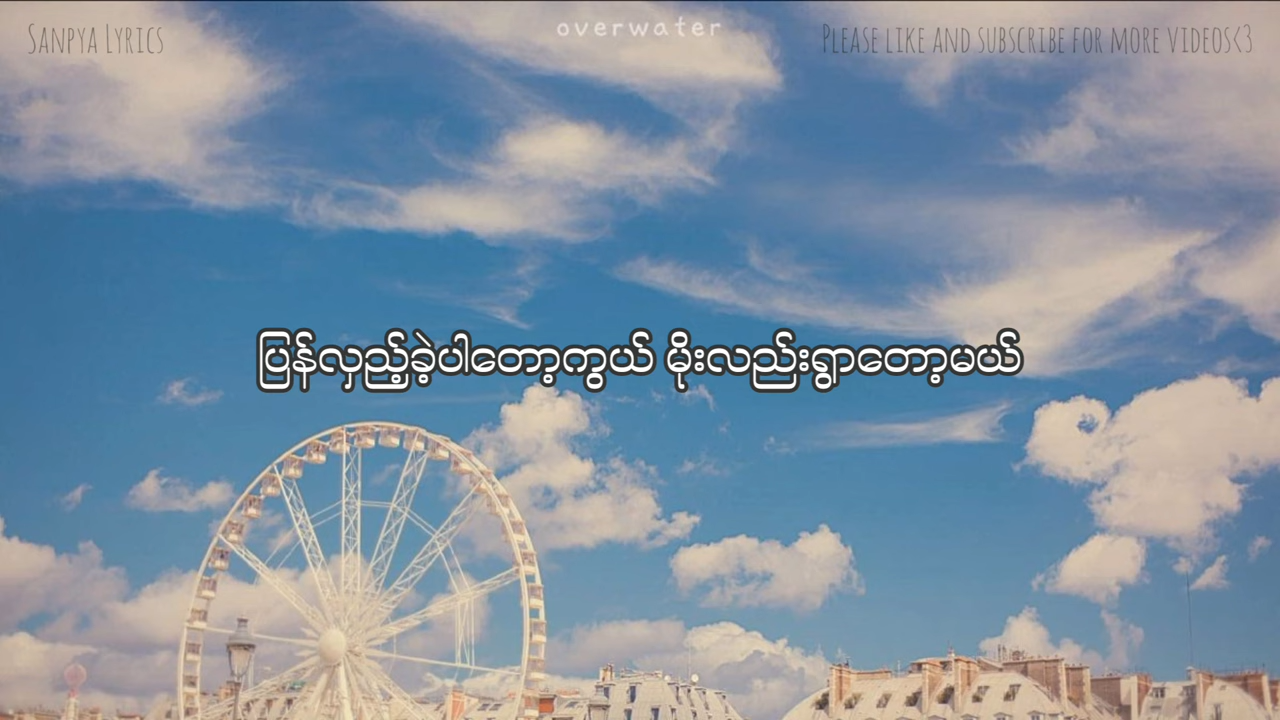 Sanpya Lyrics
overwater
Please like and subscribe for more videos<3
ပြန်လှည့်ခဲ့ပါတော့ကွယ် မိုးလည်းရွာတော့မယ်